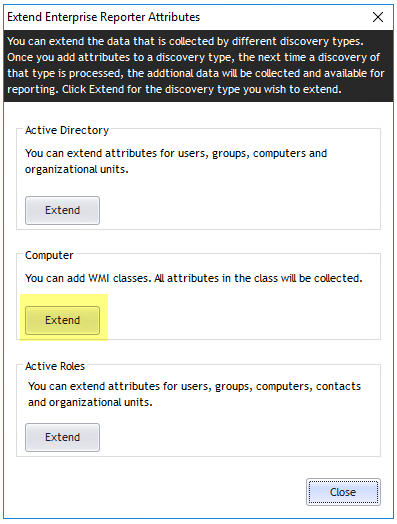 Extend Enterprise Reporter Attributes
You can extend the data that is collected by different discovery types.
Once you add attributes to a discovery type, the next time a discovery of
that type is processed, the addtional data will be collected and available for
reporting. Click Extend for the discovery type you wish to extend.
Active Directory
You can extend attributes for users, groups, computers and
organizational units.
Extend
Computer
You can add WMI classes. All attributes in the class will be collected.
Extend
Active Roles
You can extend attributes for users, groups, computers, contacts
and organizational units.
Extend
Close